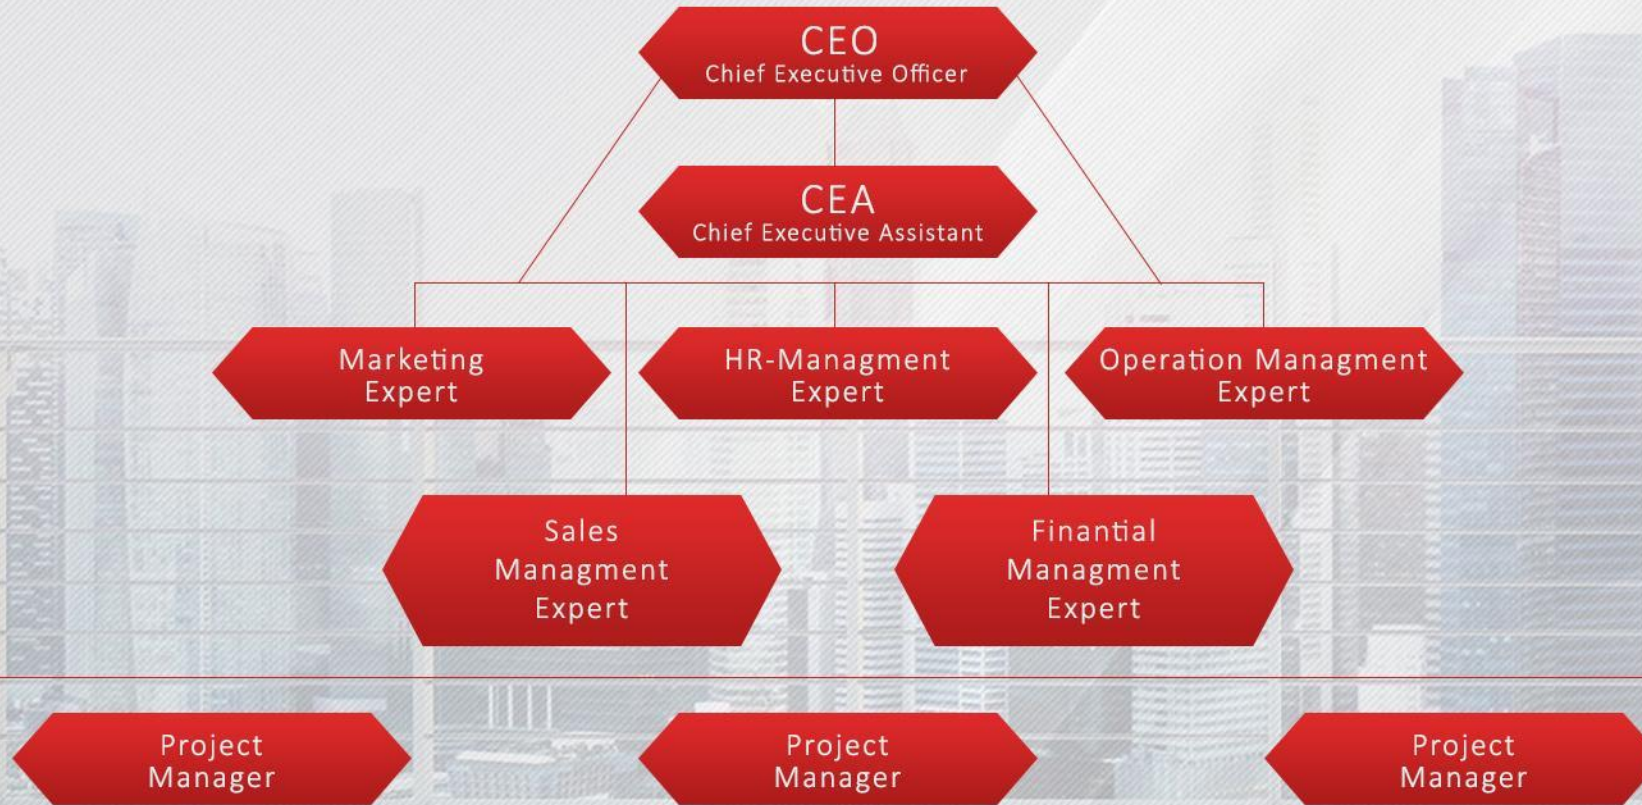 CEO
Chief Executive Officer
CEA
Chief Executive Assistant
Marketing
Expert
HR-Managment
Expert
Operation Managment
Expert
Sales
Managment
Expert
Finantial
Managment
Expert
Project
Manager
Project
Manager
Project
Manager